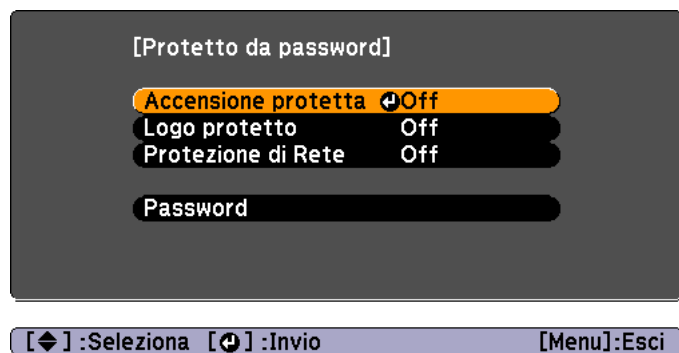 [Protetto da password]
Accensione protetta Off
Logo protetto Off
Protezione di Rete Off
Password
[◆] :Seleziona [⏎] :Invio [Menu]:Esci